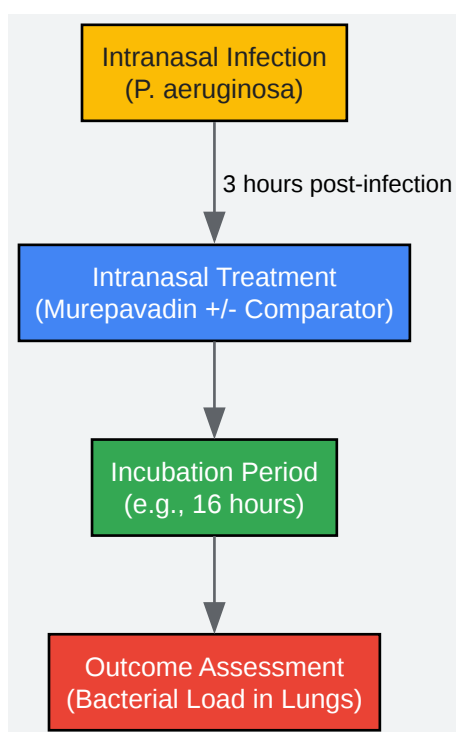 Intranasal Infection
(P. aeruginosa)
3 hours post-infection
Intranasal Treatment
(Murepavadin +/- Comparator)
Incubation Period
(e.g., 16 hours)
Outcome Assessment
(Bacterial Load in Lungs)